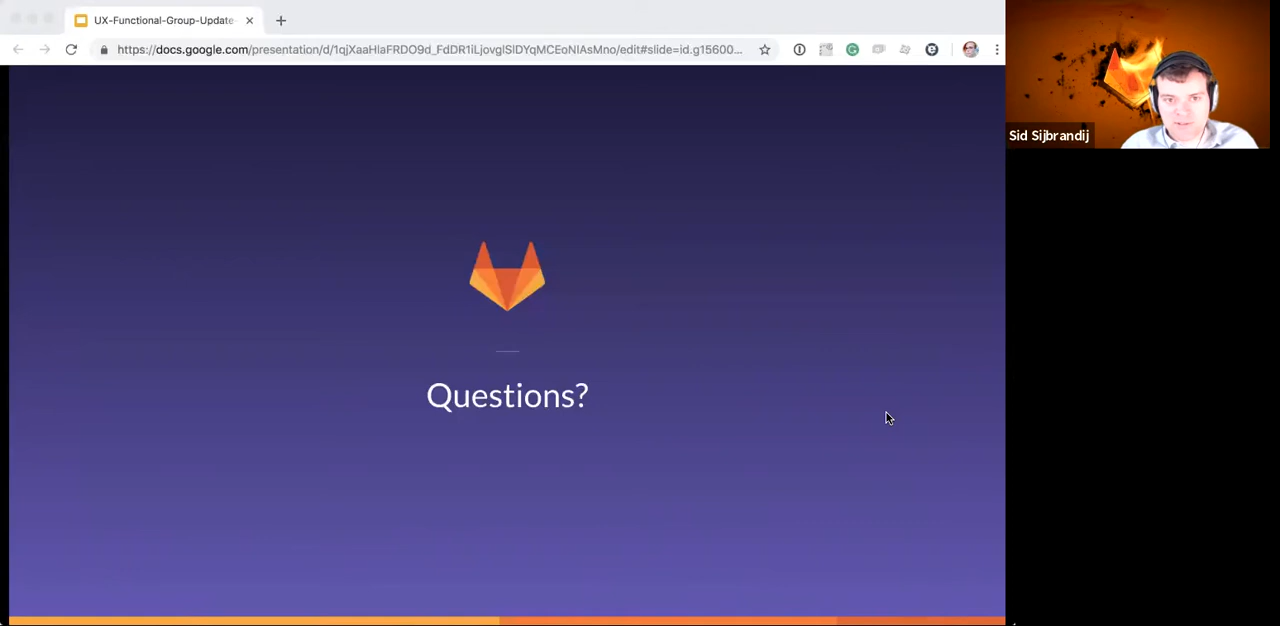 UX-Functional-Group-Update-
https://docs.google.com/presentation/d/1qjXaaHlaFRDO9d_FdDR1iLjovglSlDYqMCEoNIAsMno/edit#slide=id.g15600...
Sid Sijbrandij
Questions?